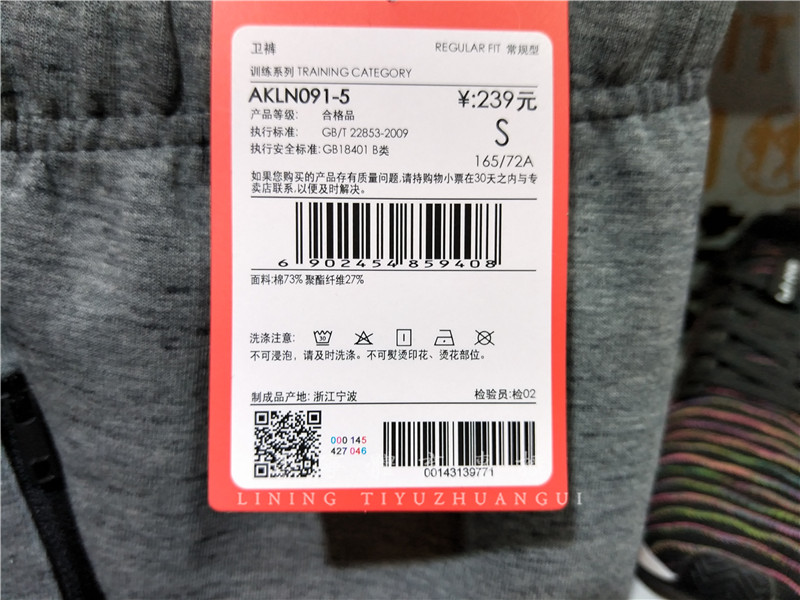 卫裤
REGULAR FIT 常规型
训练系列 TRAINING CATEGORY
AKLN091-5
¥:239元
产品等级: 合格品
执行标准: GB/T 22853-2009
S
执行安全标准:GB18401 B类
165/72A
如果您购买的产品存有质量问题,请持购物小票在30天之内与专
卖店联系,以便及时解决。
6 902454 859408
面料:棉73% 聚酯纤维27%
洗涤注意:
不可浸泡，请及时洗涤。不可熨烫印花、烫花部位。
制成品产地: 浙江宁波
检验员:检02
000 145
427 046
00143139771
LINING TIYUZHUANGUI